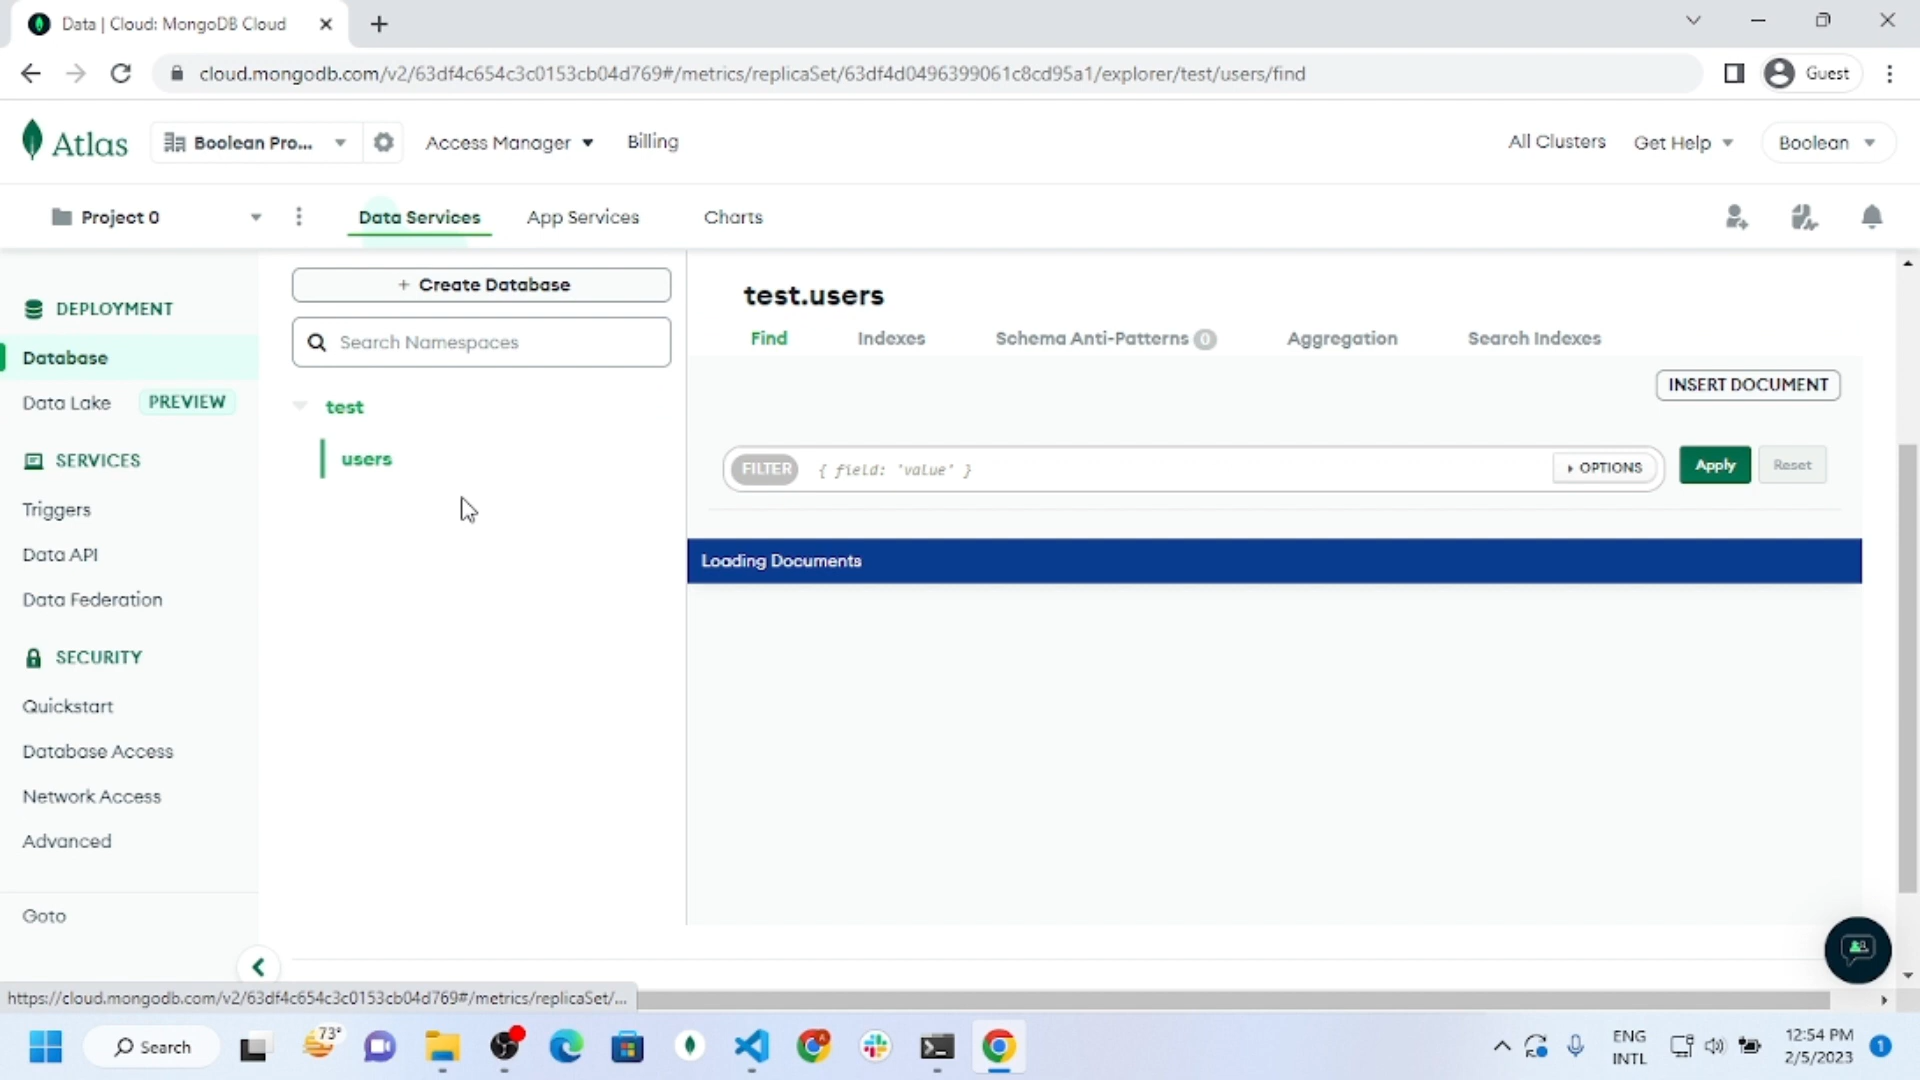 Data | Cloud: MongoDB Cloud
cloud.mongodb.com/v2/63df4c654c3c0153cb04d769#/metrics/replicaSet/63df4d0496399061c8cd95a1/explorer/test/users/find
Guest
Atlas
Boolean Pro...
Access Manager
Billing
All Clusters
Get Help
Boolean
Project 0
Data Services
App Services
Charts
DEPLOYMENT
Database
Data Lake PREVIEW
SERVICES
Triggers
Data API
Data Federation
SECURITY
Quickstart
Database Access
Network Access
Advanced
Goto
+ Create Database
Search Namespaces
test
users
test.users
Find
Indexes
Schema Anti-Patterns 0
Aggregation
Search Indexes
INSERT DOCUMENT
FILTER { field: 'value' }
OPTIONS
Apply
Reset
Loading Documents
https://cloud.mongodb.com/v2/63df4c654c3c0153cb04d769#/metrics/replicaSet/...
Search
73°
ENG
INTL
12:54 PM
2/5/2023
1